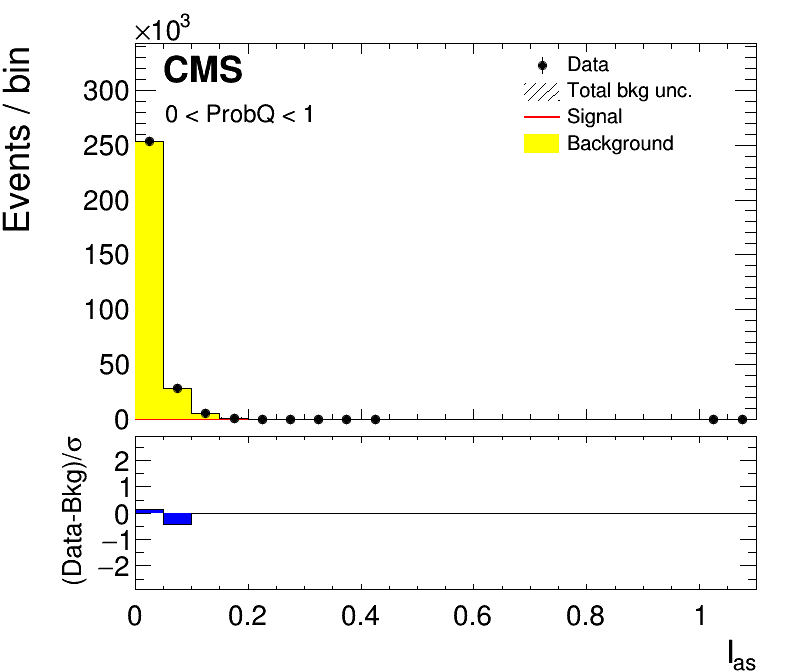 ×10³
Events / bin
300
250
200
150
100
50
0
CMS
0 < ProbQ < 1
Data
Total bkg unc.
Signal
Background
(Data-Bkg)/σ
2
1
0
−1
−2
0 0.2 0.4 0.6 0.8 1
I_as